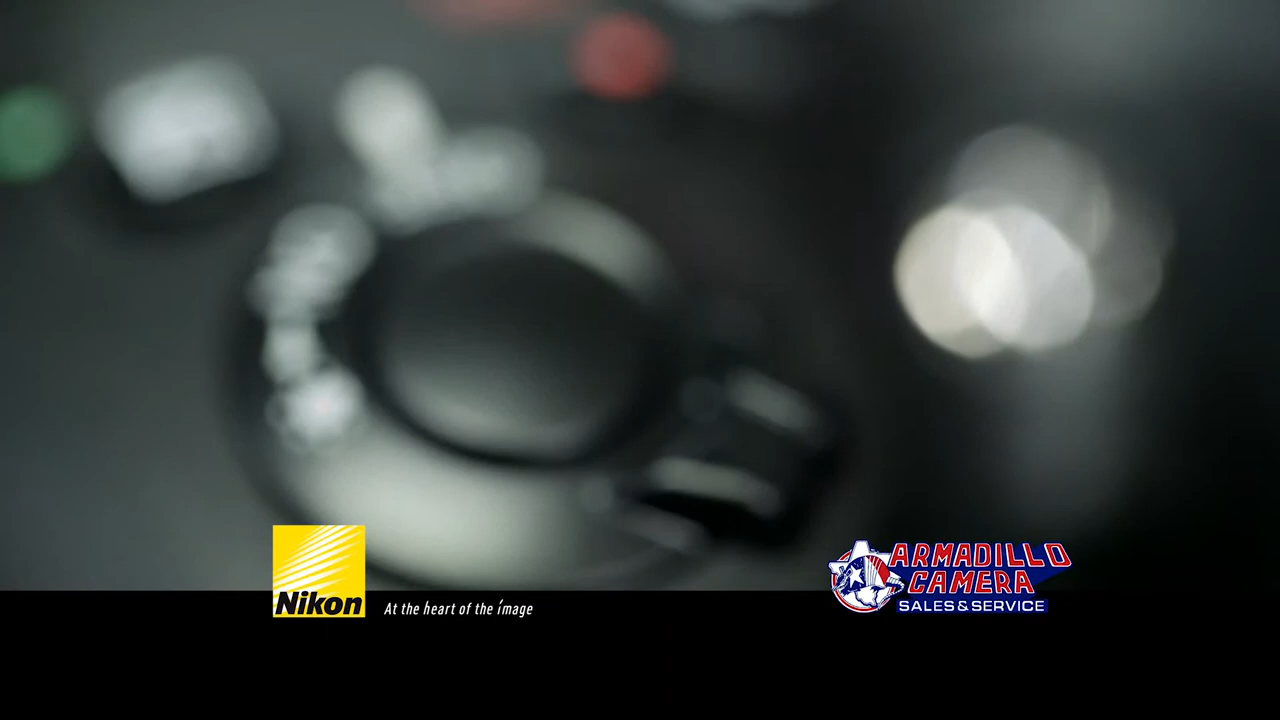 Nikon
At the heart of the image
ARMADILLO
CAMERA
SALES & SERVICE